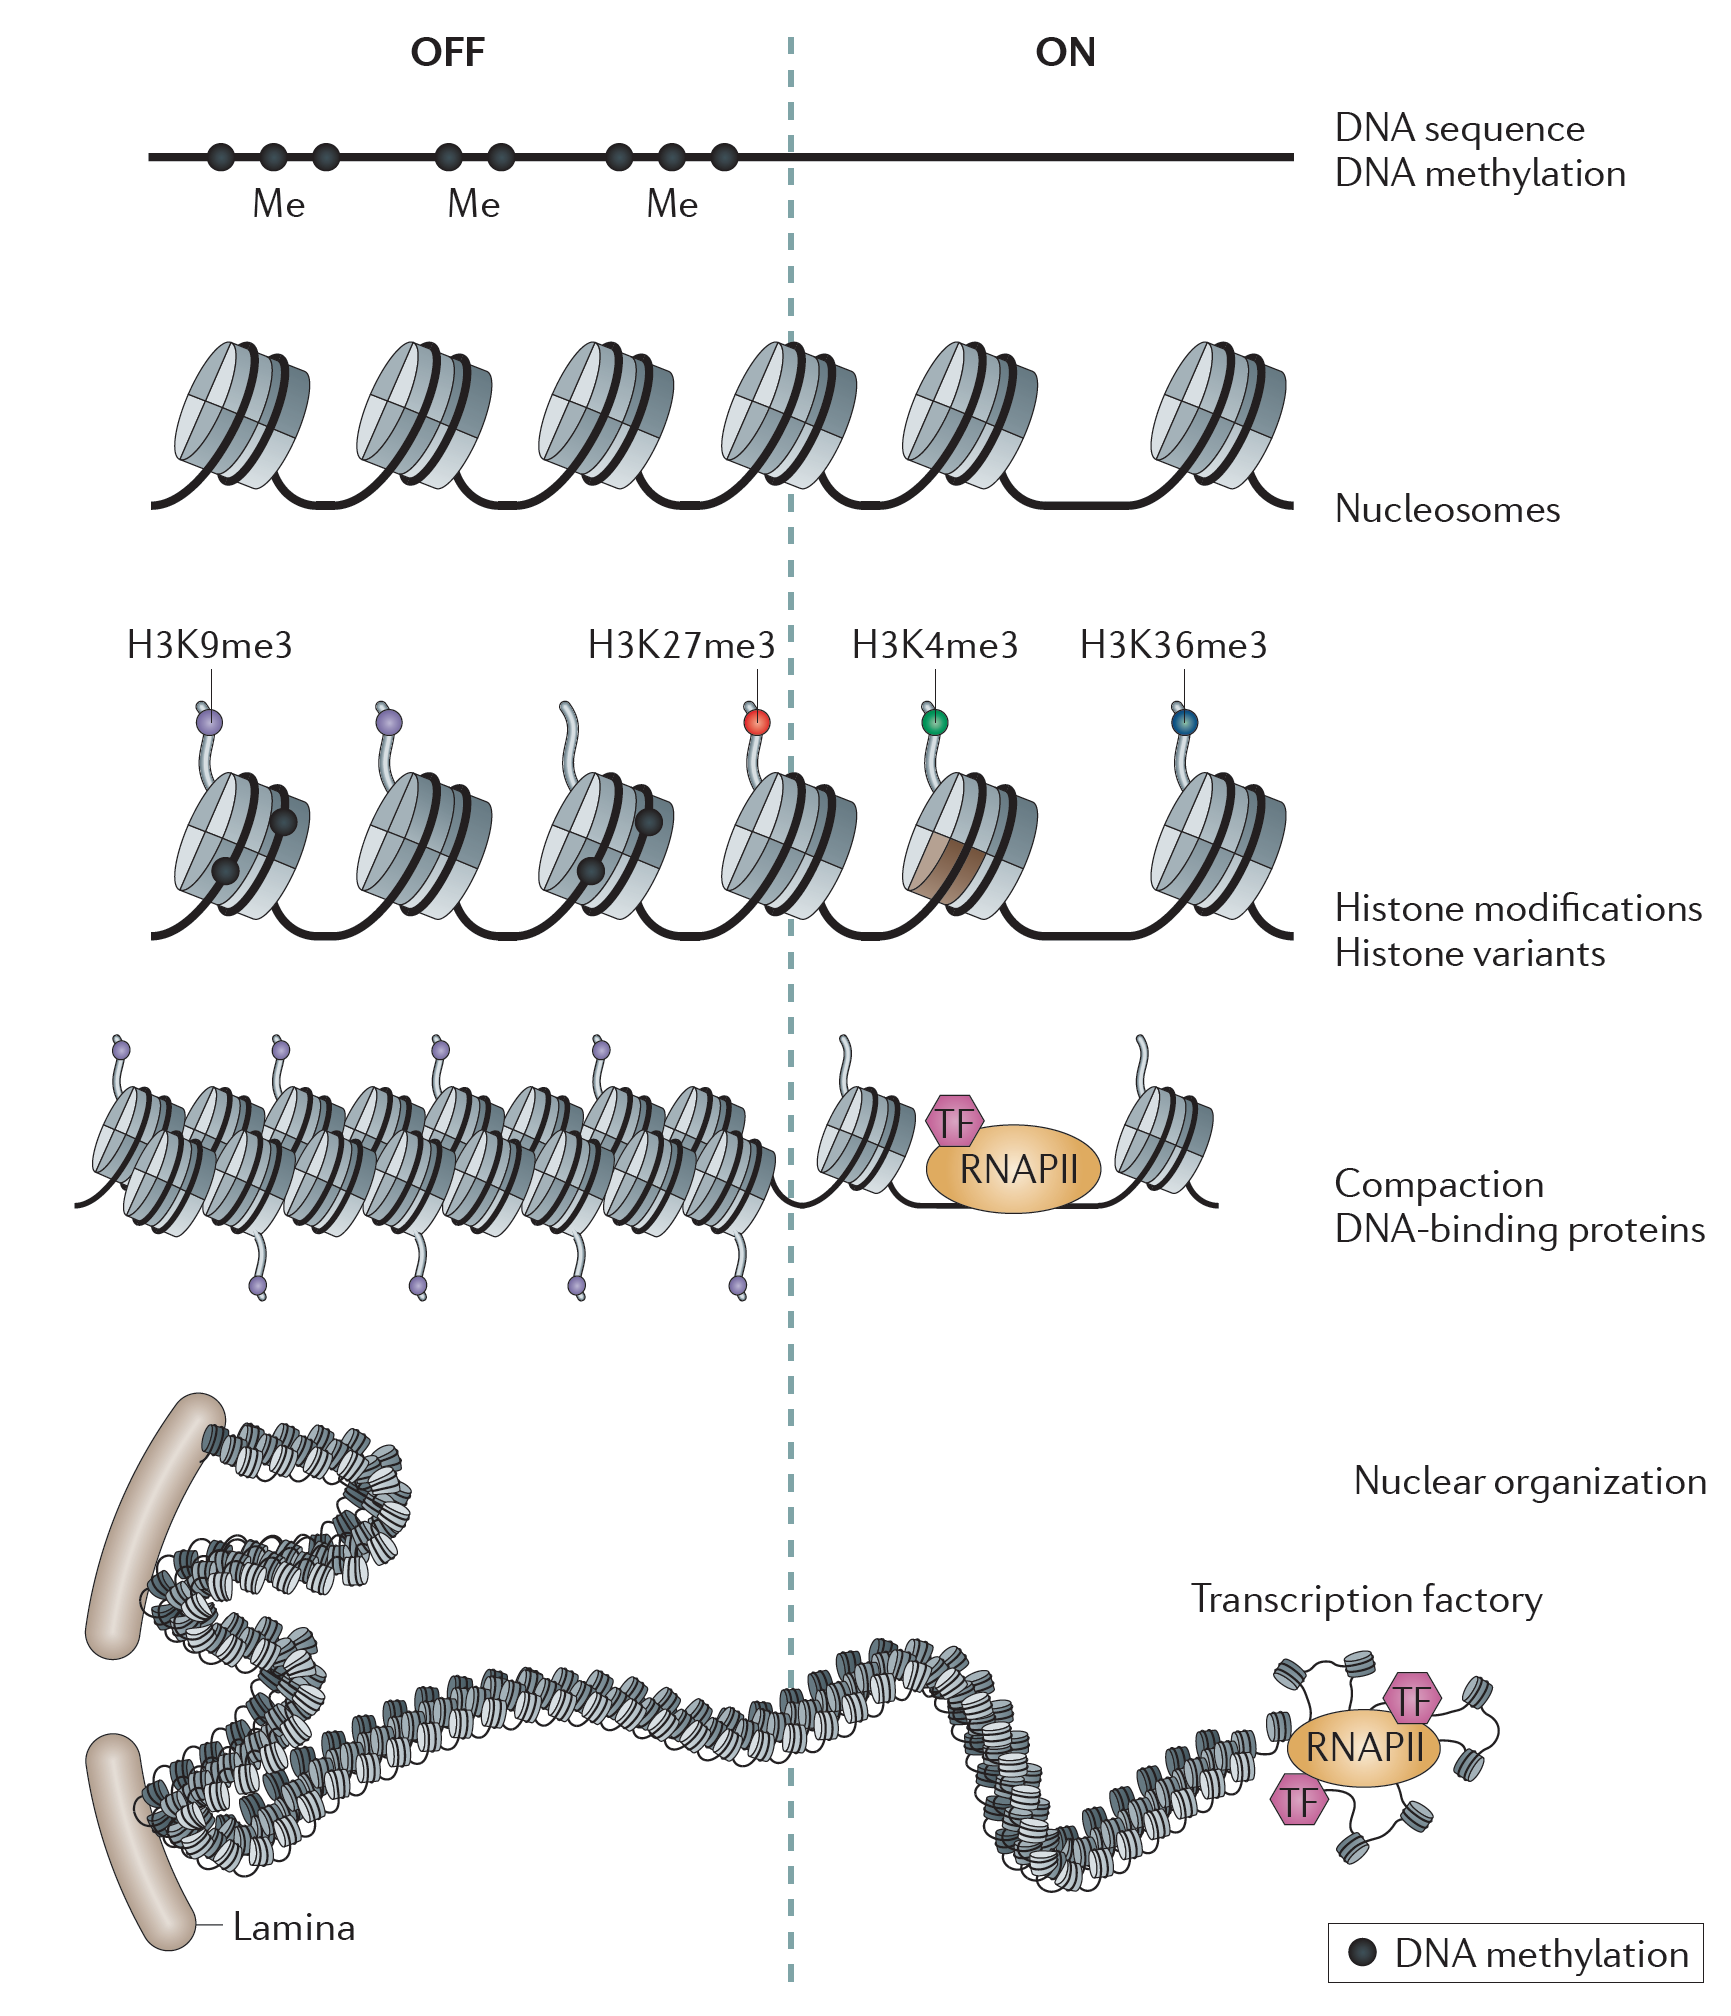 OFF
ON
DNA sequence
DNA methylation
Me
Me
Me
Nucleosomes
H3K9me3
H3K27me3
H3K4me3
H3K36me3
Histone modifications
Histone variants
TF
RNAPII
Compaction
DNA-binding proteins
Nuclear organization
Transcription factory
TF
RNAPII
TF
Lamina
DNA methylation